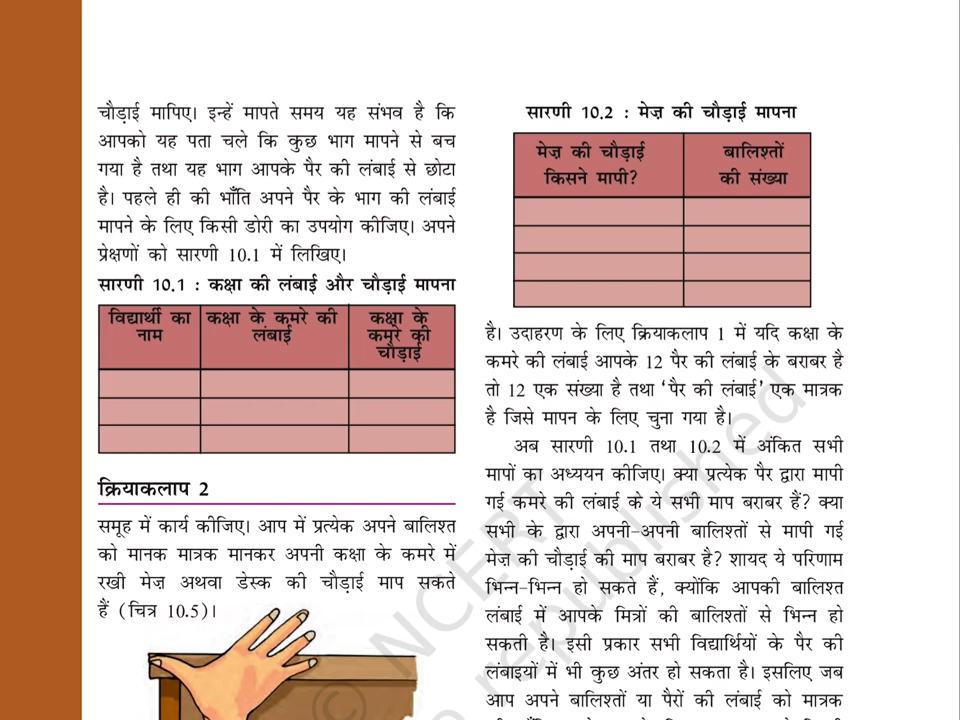 चौड़ाई मापिए। इन्हें मापते समय यह संभव है कि
आपको यह पता चले कि कुछ भाग मापने से बच
गया है तथा यह भाग आपके पैर की लंबाई से छोटा
है। पहले ही की भाँति अपने पैर के भाग की लंबाई
मापने के लिए किसी डोरी का उपयोग कीजिए। अपने
प्रेक्षणों को सारणी 10.1 में लिखिए।
सारणी 10.1 : कक्षा की लंबाई और चौड़ाई मापना
विद्यार्थी का नाम
कक्षा के कमरे की लंबाई
कक्षा के कमरे की चौड़ाई
क्रियाकलाप 2
समूह में कार्य कीजिए। आप में प्रत्येक अपने बालिश्त
को मानक मात्रक मानकर अपनी कक्षा के कमरे में
रखी मेज़ अथवा डेस्क की चौड़ाई माप सकते
हैं (चित्र 10.5)।
सारणी 10.2 : मेज़ की चौड़ाई मापना
मेज़ की चौड़ाई किसने मापी?
बालिश्तों की संख्या
है। उदाहरण के लिए क्रियाकलाप 1 में यदि कक्षा के
कमरे की लंबाई आपके 12 पैर की लंबाई के बराबर है
तो 12 एक संख्या है तथा ‘पैर की लंबाई’ एक मात्रक
है जिसे मापन के लिए चुना गया है।
अब सारणी 10.1 तथा 10.2 में अंकित सभी
मापों का अध्ययन कीजिए। क्या प्रत्येक पैर द्वारा मापी
गई कमरे की लंबाई के ये सभी माप बराबर हैं? क्या
सभी के द्वारा अपनी-अपनी बालिश्तों से मापी गई
मेज़ की चौड़ाई की माप बराबर है? शायद ये परिणाम
भिन्न-भिन्न हो सकते हैं, क्योंकि आपकी बालिश्त
लंबाई में आपके मित्रों की बालिश्तों से भिन्न हो
सकती है। इसी प्रकार सभी विद्यार्थियों के पैर की
लंबाइयों में भी कुछ अंतर हो सकता है। इसलिए जब
आप अपने बालिश्तों या पैरों की लंबाई को मात्रक
© NCERT
republished